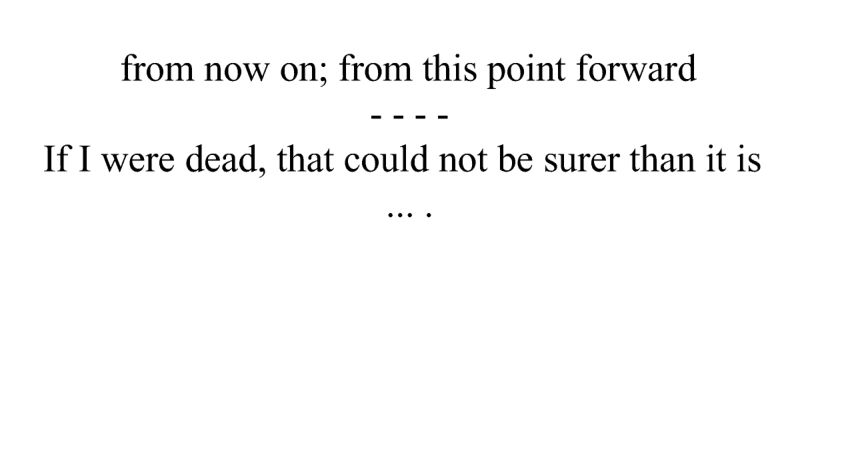 from now on; from this point forward
- - - -
If I were dead, that could not be surer than it is
... .